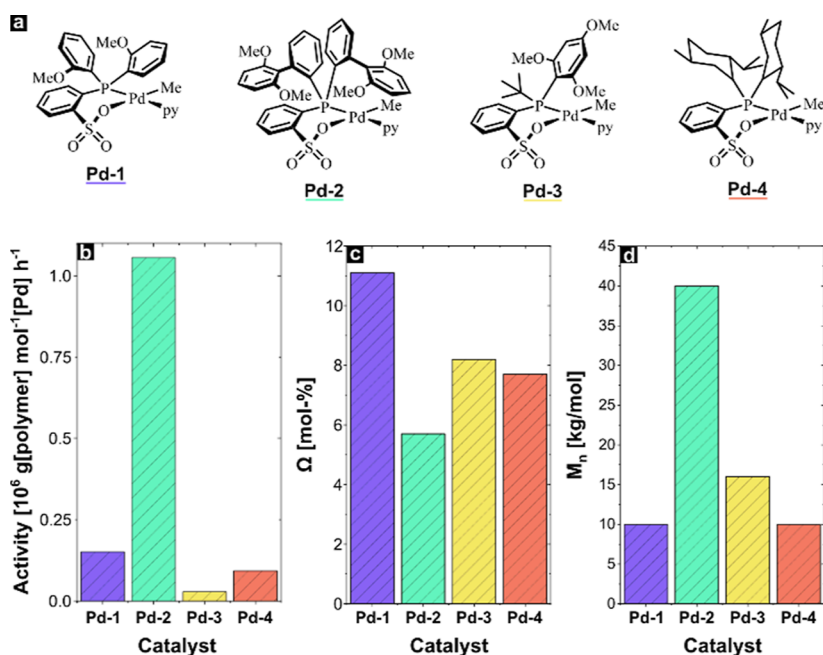 a
MeO
OMe
P
Me
Pd
O
py
S
O
O
Pd-1
MeO
OMe
OMe
MeO
P
Me
Pd
O
py
S
O
O
Pd-2
OMe
MeO
OMe
P
Me
Pd
O
py
S
O
O
Pd-3
P
Me
Pd
O
py
S
O
O
Pd-4
b
Activity [10⁶ g[polymer] mol⁻¹[Pd] h⁻¹
1.0
0.75
0.5
0.25
0.0
Pd-1 Pd-2 Pd-3 Pd-4
Catalyst
c
Ω [mol-%]
12
10
8
6
4
2
0
Pd-1 Pd-2 Pd-3 Pd-4
Catalyst
d
Mₙ [kg/mol]
45
40
35
30
25
20
15
10
5
0
Pd-1 Pd-2 Pd-3 Pd-4
Catalyst